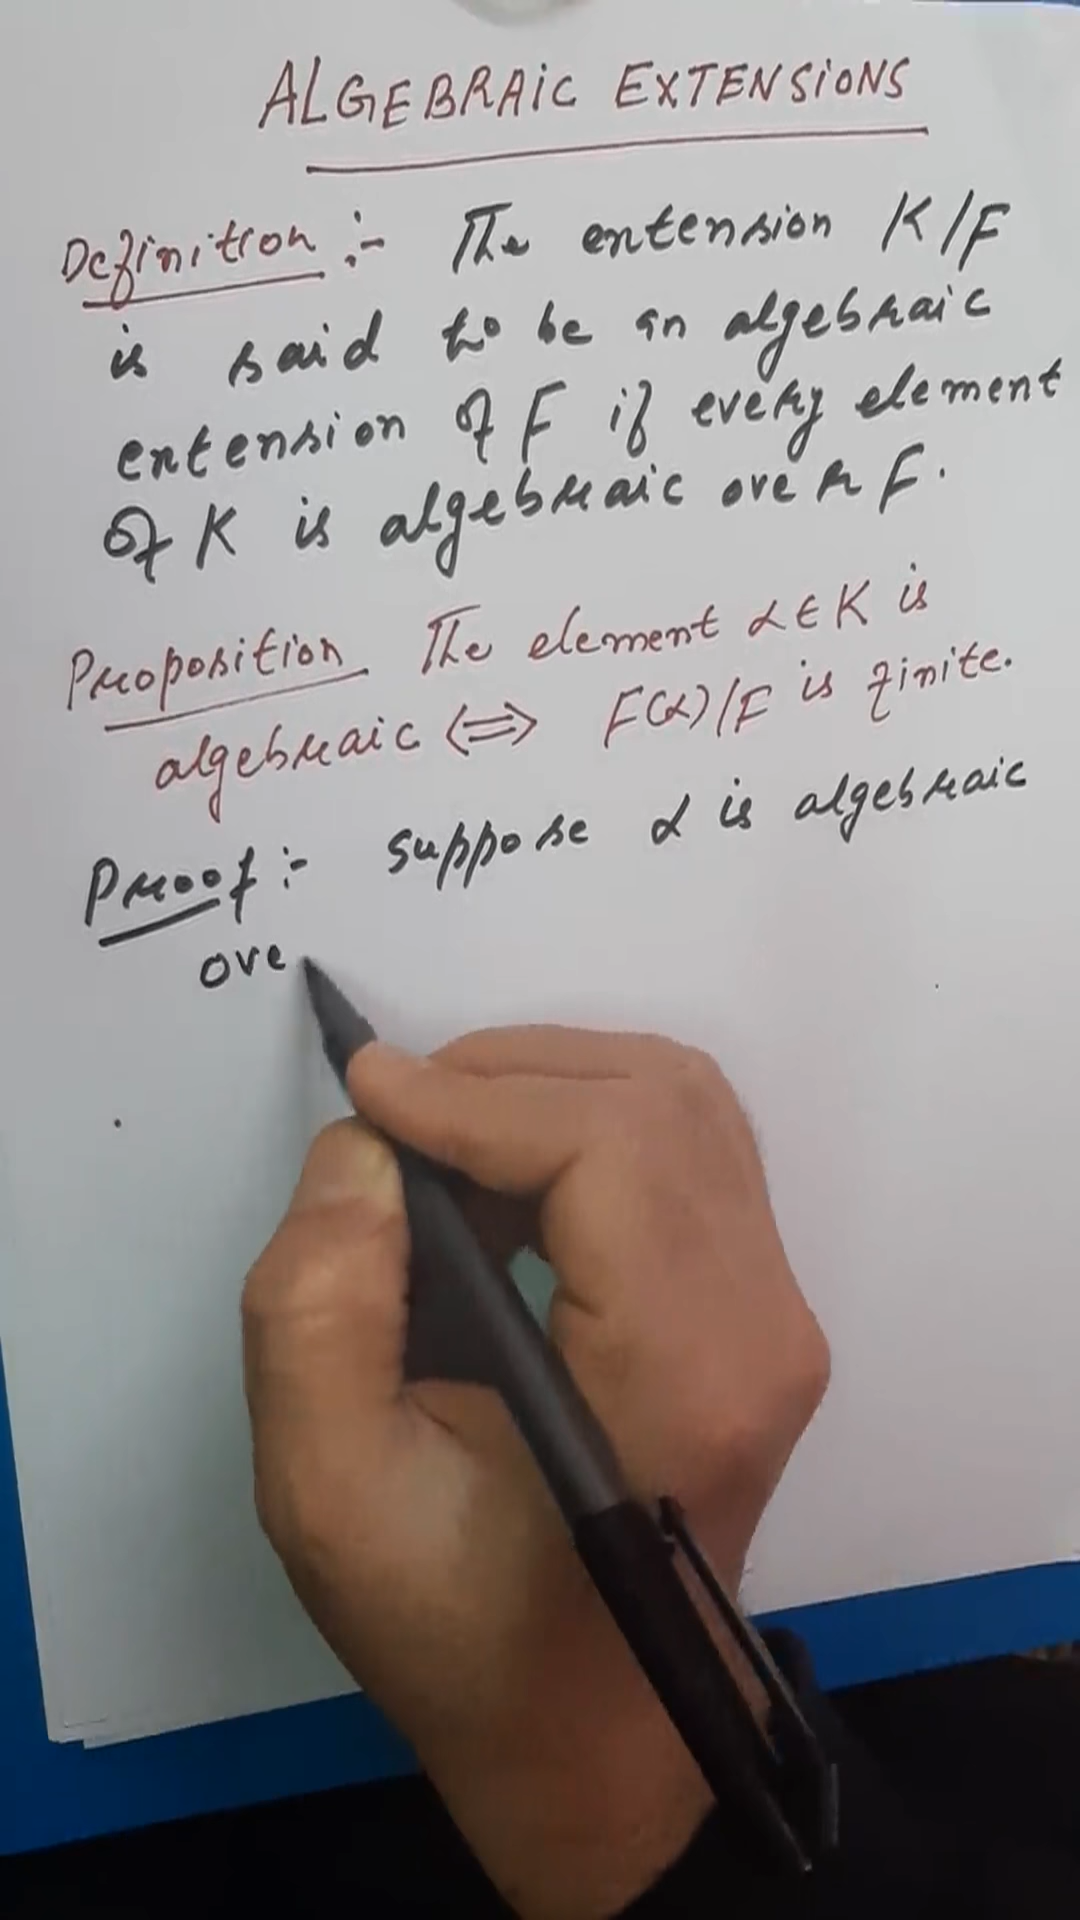 ALGEBRAiC EXTENSiONS
Definition :- The extension K/F
is said to be an algebraic
extension of F if every element
of K is algebraic over F.
Proposition The element α∈K is
algebraic ⟺ F(α)/F is finite.
Proof :- suppose α is algebraic
ove